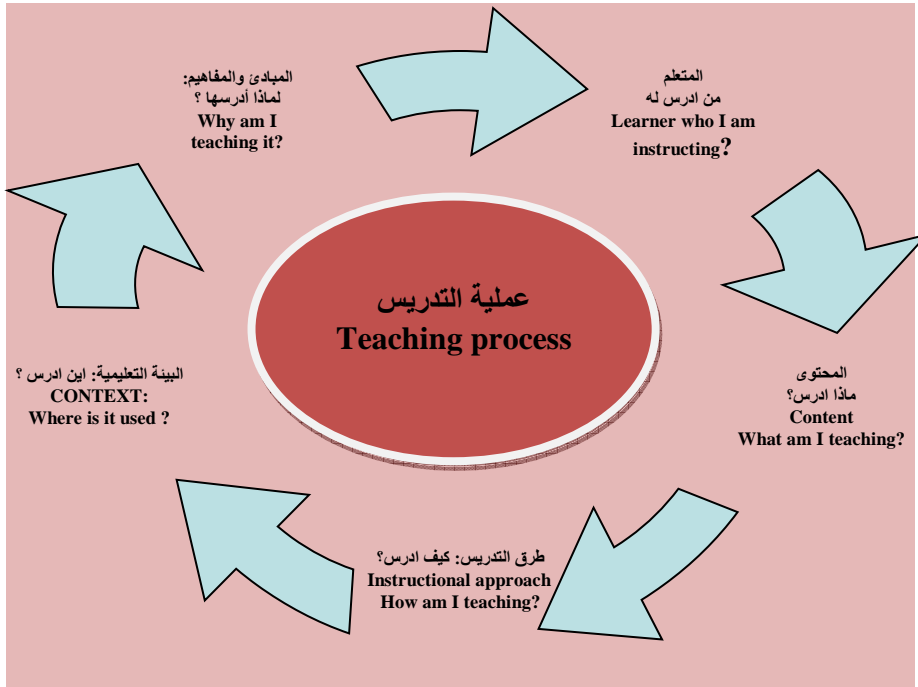 المبادئ والمفاهيم:
لماذا أدرسها ؟
Why am I
teaching it?
المتعلم
من ادرس له
Learner who I am
instructing?
عملية التدريس
Teaching process
المحتوى
ماذا ادرس؟
Content
What am I teaching?
طرق التدريس: كيف ادرس؟
Instructional approach
How am I teaching?
البيئة التعليمية: اين ادرس ؟
CONTEXT:
Where is it used ?